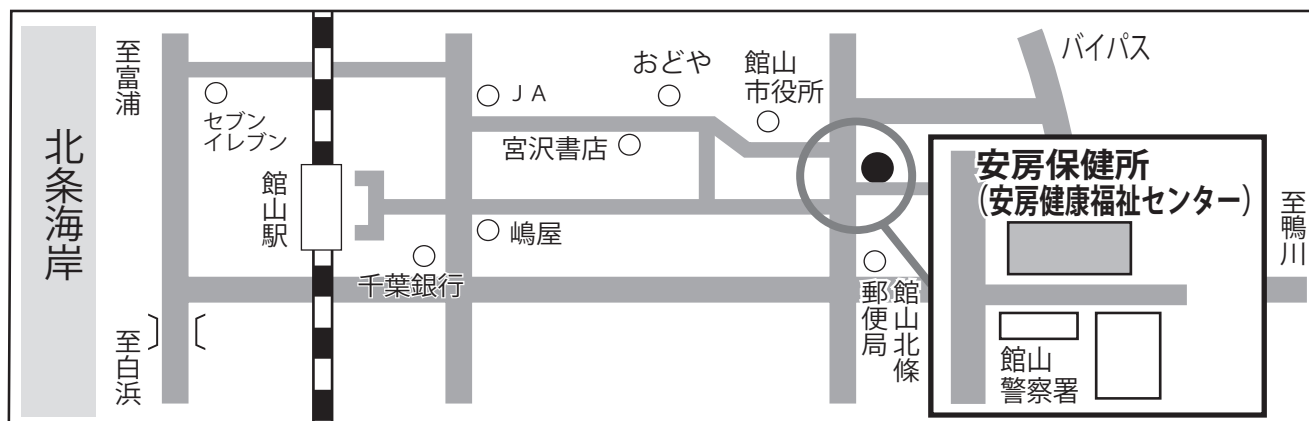 北条海岸
至富浦
至白浜
セブン
イレブン
館山駅
千葉銀行
ＪＡ
宮沢書店
嶋屋
おどや
館山
市役所
館山北條
郵便局
バイパス
安房保健所
(安房健康福祉センター)
館山
警察署
至鴨川